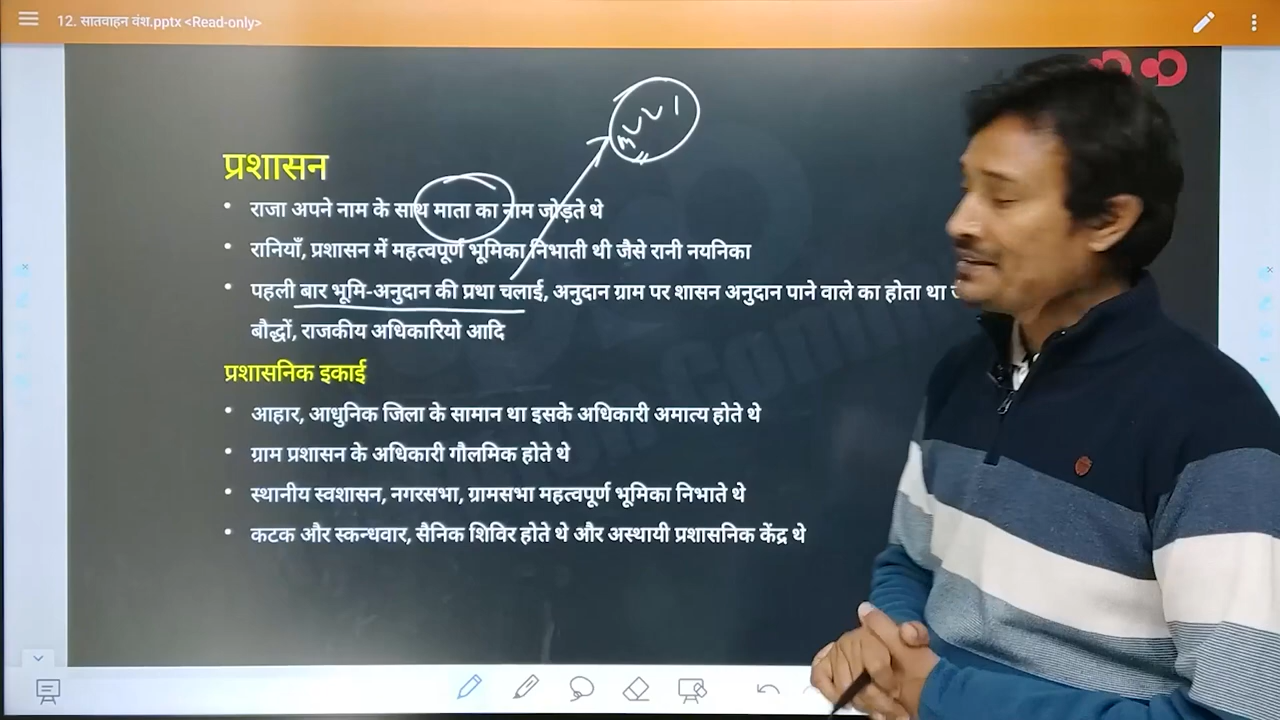 12. सातवाहन वंश.pptx <Read-only>
प्रशासन
• राजा अपने नाम के साथ माता का नाम जोड़ते थे
• रानियाँ, प्रशासन में महत्वपूर्ण भूमिका निभाती थी जैसे रानी नयनिका
• पहली बार भूमि-अनुदान की प्रथा चलाई, अनुदान ग्राम पर शासन अनुदान पाने वाले का होता था
बौद्धों, राजकीय अधिकारियो आदि
प्रशासनिक इकाई
• आहार, आधुनिक जिला के सामान था इसके अधिकारी अमात्य होते थे
• ग्राम प्रशासन के अधिकारी गौलमिक होते थे
• स्थानीय स्वशासन, नगरसभा, ग्रामसभा महत्वपूर्ण भूमिका निभाते थे
• कटक और स्कन्धवार, सैनिक शिविर होते थे और अस्थायी प्रशासनिक केंद्र थे